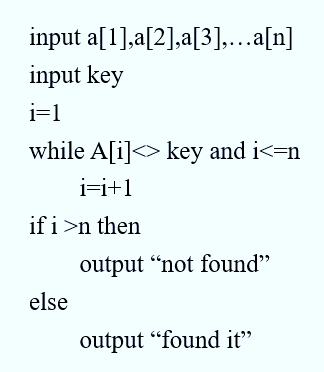 input a[1],a[2],a[3],…a[n]
input key
i=1
while A[i]<> key and i<=n
i=i+1
if i >n then
output “not found”
else
output “found it”